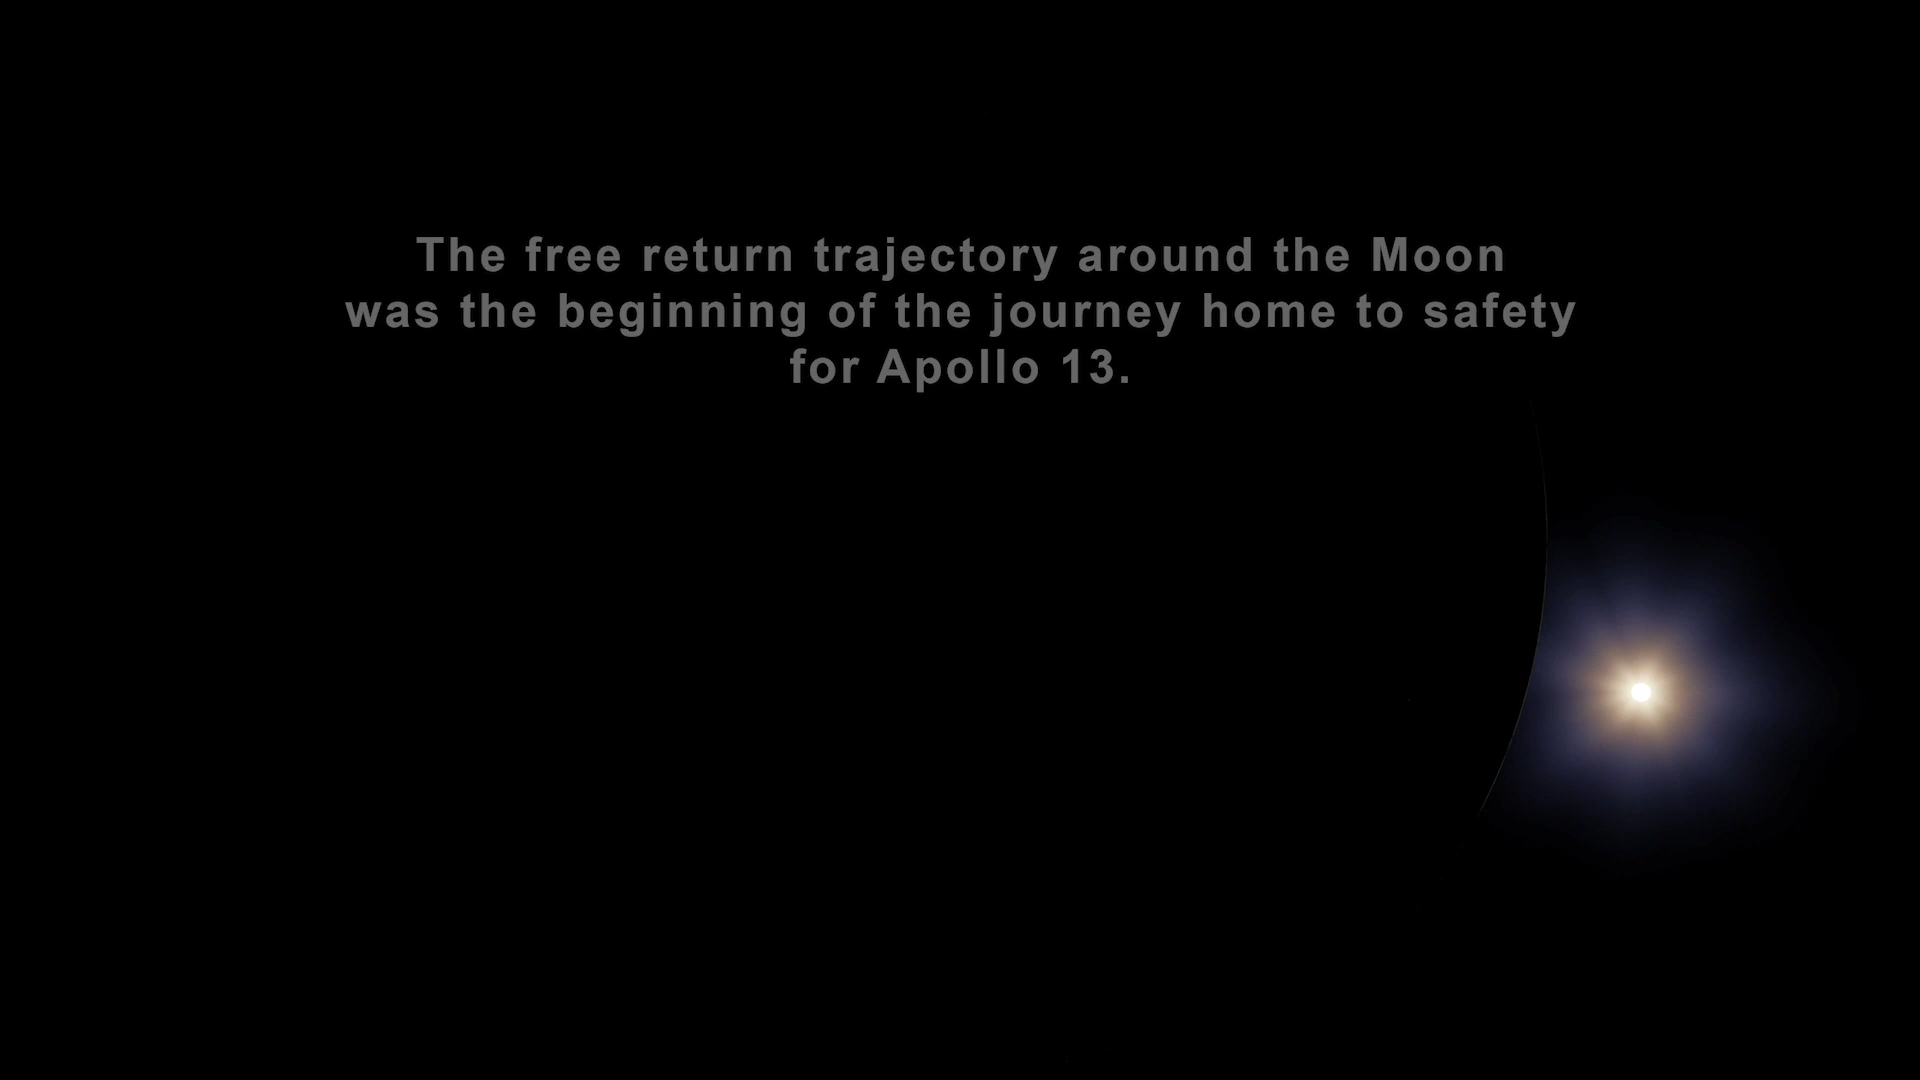 The free return trajectory around the Moon
was the beginning of the journey home to safety
for Apollo 13.